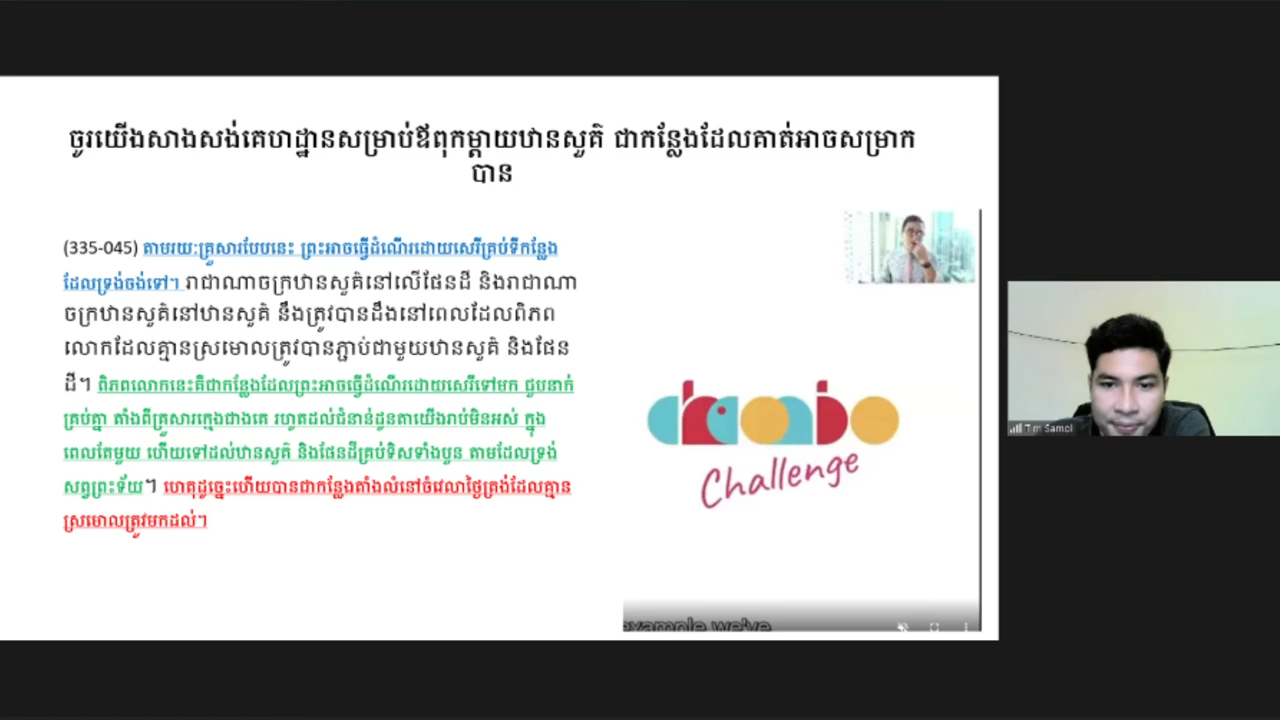 ចូរយើងសាងសង់គេហដ្ឋានសម្រាប់ឪពុកម្ដាយឋានសួគ៌ ជាកន្លែងដែលគាត់អាចសម្រាក
បាន
(335-045) តាមរយៈគ្រួសារបែបនេះ ព្រះអាចធ្វើដំណើរដោយសេរីគ្រប់ទីកន្លែង
ដែលទ្រង់ចង់ទៅ។ រាជាណាចក្រឋានសួគ៌នៅលើផែនដី និងរាជាណា
ចក្រឋានសួគ៌នៅឋានសួគ៌ នឹងត្រូវបានដឹងនៅពេលដែលពិភព
លោកដែលគ្មានស្រមោលត្រូវបានភ្ជាប់ជាមួយឋានសួគ៌ និងផែន
ដី។ ពិភពលោកនេះគឺជាកន្លែងដែលព្រះអាចធ្វើដំណើរដោយសេរីទៅមក ជួបនាក់
គ្រប់គ្នា តាំងពីគ្រួសារក្មេងជាងគេ រហូតដល់ជំនាន់ដូនតាយើងរាប់មិនអស់ ក្នុង
ពេលតែមួយ ហើយទៅដល់ឋានសួគ៌ និងផែនដីគ្រប់ទិសទាំងបួន តាមដែលទ្រង់
សព្វព្រះទ័យ។ ហេតុដូច្នេះហើយបានជាកន្លែងតាំងលំនៅចំវេលាថ្ងៃត្រង់ដែលគ្មាន
ស្រមោលត្រូវមកដល់។
Challenge
example we've
Tim Samol